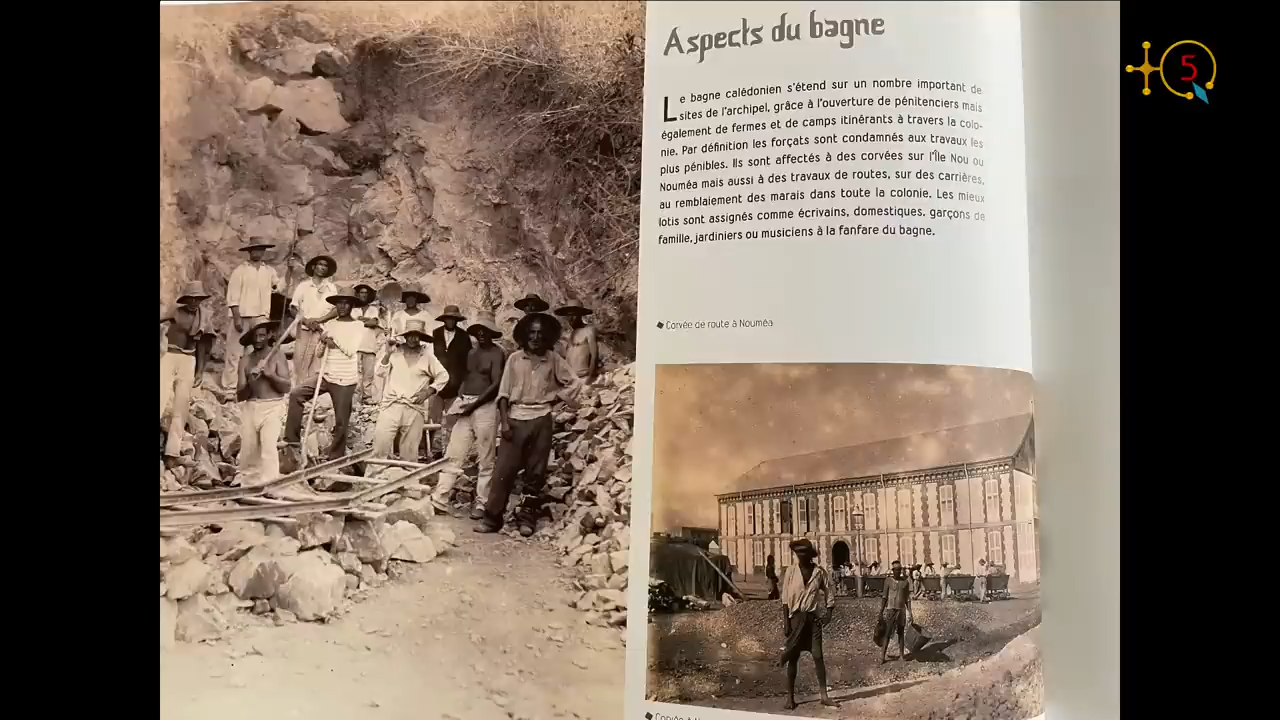 Aspects du bagne
Le bagne calédonien s'étend sur un nombre important de
sites de l'archipel, grâce à l'ouverture de pénitenciers mais
également de fermes et de camps itinérants à travers la colo-
nie. Par définition les forçats sont condamnés aux travaux les
plus pénibles. Ils sont affectés à des corvées sur l'Île Nou ou
Nouméa mais aussi à des travaux de routes, sur des carrières,
au remblaiement des marais dans toute la colonie. Les mieux
lotis sont assignés comme écrivains, domestiques, garçons de
famille, jardiniers ou musiciens à la fanfare du bagne.
Corvée de route à Nouméa
Corvée à
5